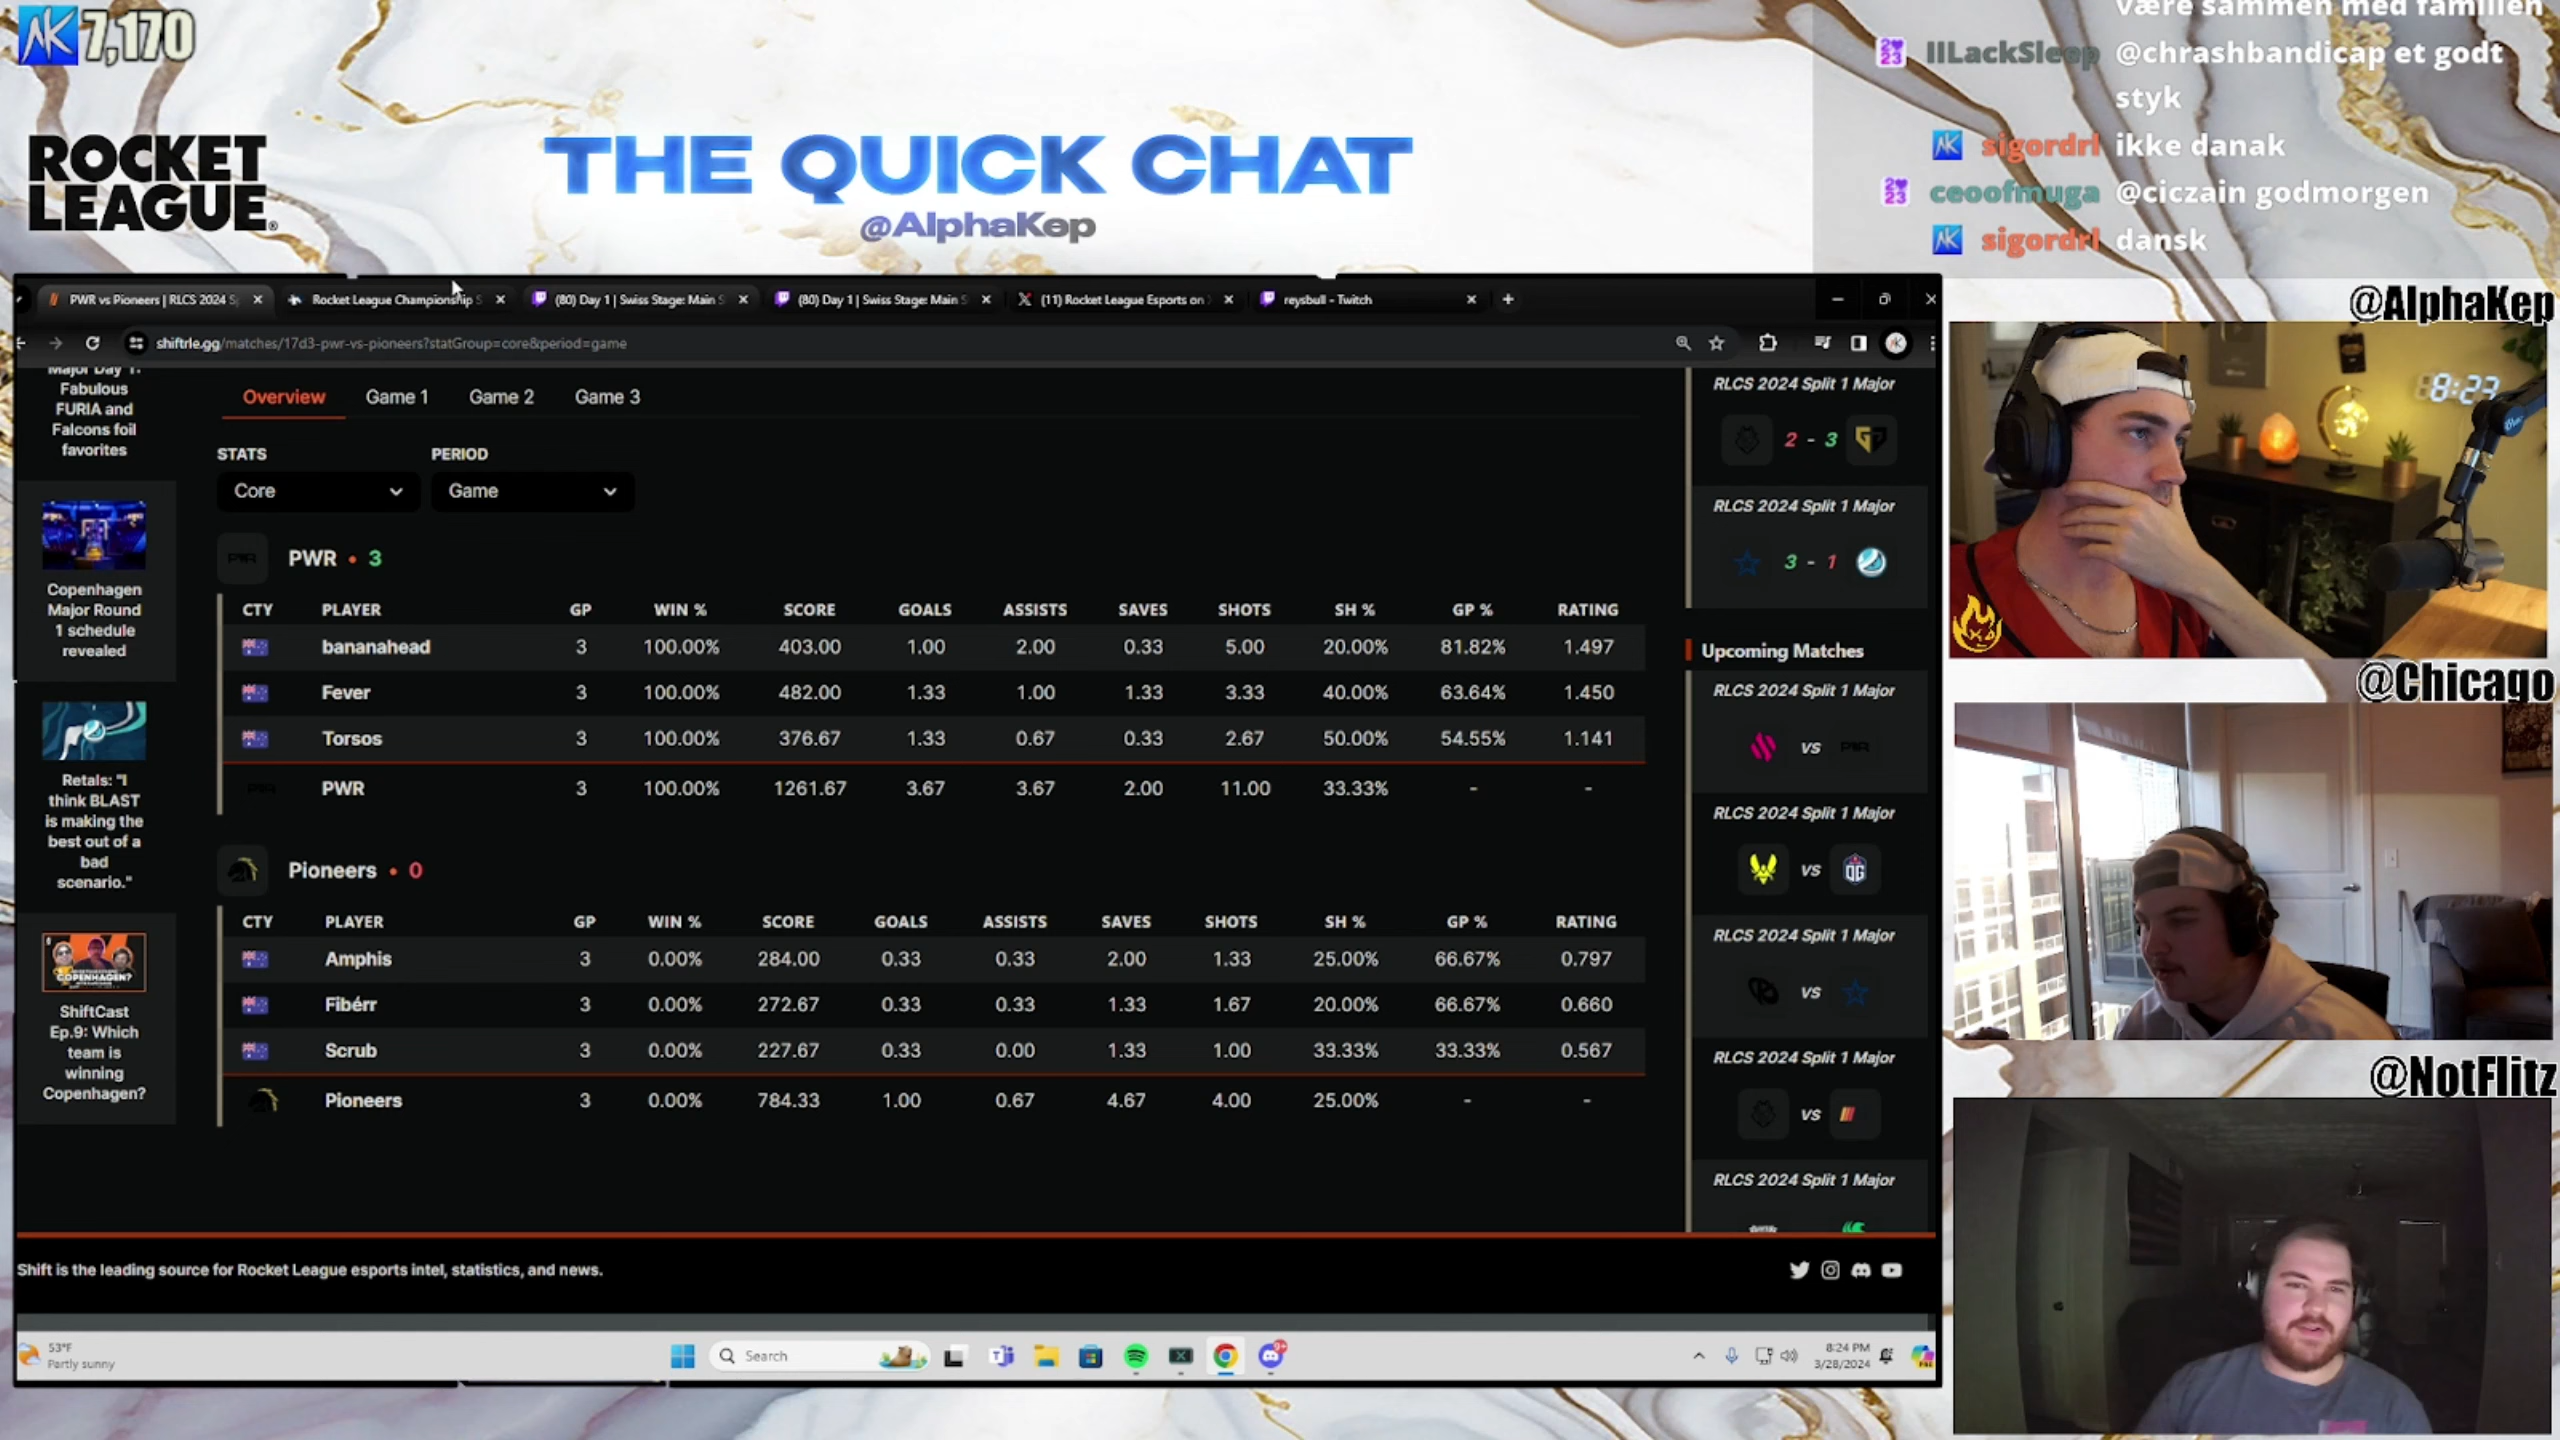 7,170
ROCKET
LEAGUE®
THE QUICK CHAT
@AlphaKep
være sammen med familien
IILackSleep @chrashbandicap et godt
styk
sigordrl ikke danak
ceoofmuga @ciczain godmorgen
sigordrl dansk
PWR vs Pioneers | RLCS 2024 S
Rocket League Championship S
(80) Day 1 | Swiss Stage: Main S
(80) Day 1 | Swiss Stage: Main S
(11) Rocket League Esports on
reysbull - Twitch
shiftrle.gg/matches/17d3-pwr-vs-pioneers?statGroup=core&period=game
Major Day 1:
Fabulous
FURIA and
Falcons foil
favorites
Copenhagen
Major Round
1 schedule
revealed
Retals: "I
think BLAST
is making the
best out of a
bad
scenario."
COPENHAGEN?
ShiftCast
Ep.9: Which
team is
winning
Copenhagen?
Overview Game 1 Game 2 Game 3
STATS PERIOD
Core Game
PWR • 3
CTY PLAYER GP WIN % SCORE GOALS ASSISTS SAVES SHOTS SH % GP % RATING
bananahead 3 100.00% 403.00 1.00 2.00 0.33 5.00 20.00% 81.82% 1.497
Fever 3 100.00% 482.00 1.33 1.00 1.33 3.33 40.00% 63.64% 1.450
Torsos 3 100.00% 376.67 1.33 0.67 0.33 2.67 50.00% 54.55% 1.141
PWR 3 100.00% 1261.67 3.67 3.67 2.00 11.00 33.33% - -
Pioneers • 0
CTY PLAYER GP WIN % SCORE GOALS ASSISTS SAVES SHOTS SH % GP % RATING
Amphis 3 0.00% 284.00 0.33 0.33 2.00 1.33 25.00% 66.67% 0.797
Fibérr 3 0.00% 272.67 0.33 0.33 1.33 1.67 20.00% 66.67% 0.660
Scrub 3 0.00% 227.67 0.33 0.00 1.33 1.00 33.33% 33.33% 0.567
Pioneers 3 0.00% 784.33 1.00 0.67 4.67 4.00 25.00% - -
RLCS 2024 Split 1 Major
2 - 3
RLCS 2024 Split 1 Major
3 - 1
Upcoming Matches
RLCS 2024 Split 1 Major
VS PWR
RLCS 2024 Split 1 Major
VS OG
RLCS 2024 Split 1 Major
VS
RLCS 2024 Split 1 Major
VS
RLCS 2024 Split 1 Major
Shift is the leading source for Rocket League esports intel, statistics, and news.
53°F
Partly sunny
Search
8:24 PM
3/28/2024
@AlphaKep
8:23
@Chicago
@NotFlitz